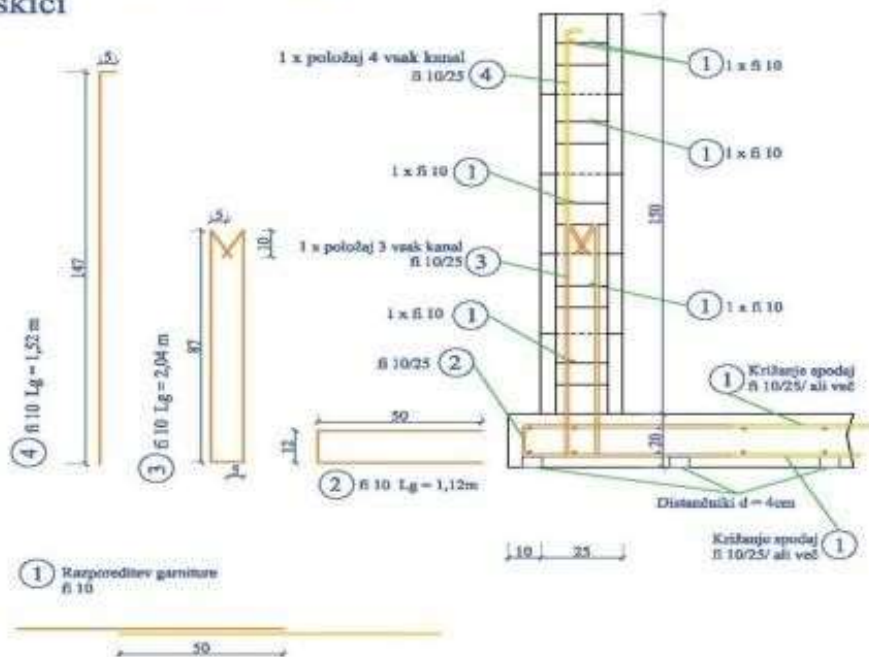 skici
5
1 x položaj 4 vsak kanal
fi 10/25
4
1
1 x fi 10
147
1
1 x fi 10
1 x fi 10
1
150
5
10
1 x položaj 3 vsak kanal
fi 10/25
3
87
1
1 x fi 10
1 x fi 10
1
fi 10/25
2
1
Križanje spodaj
fi 10/25/ ali več
4
fi 10 Lg = 1,52 m
3
fi 10 Lg = 2,04 m
50
12
20
2
fi 10 Lg = 1,12m
Distančniki d = 4cm
10
25
Križanje spodaj
fi 10/25/ ali več
1
1
Razporeditev garniture
fi 10
50